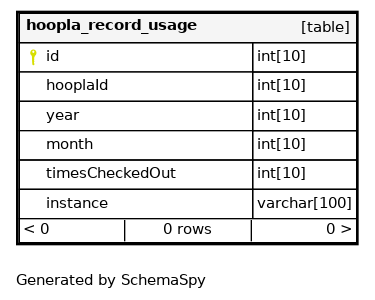 hoopla_record_usage [table]
id int[10]
hooplaId int[10]
year int[10]
month int[10]
timesCheckedOut int[10]
instance varchar[100]
< 0 0 rows 0 >
Generated by SchemaSpy